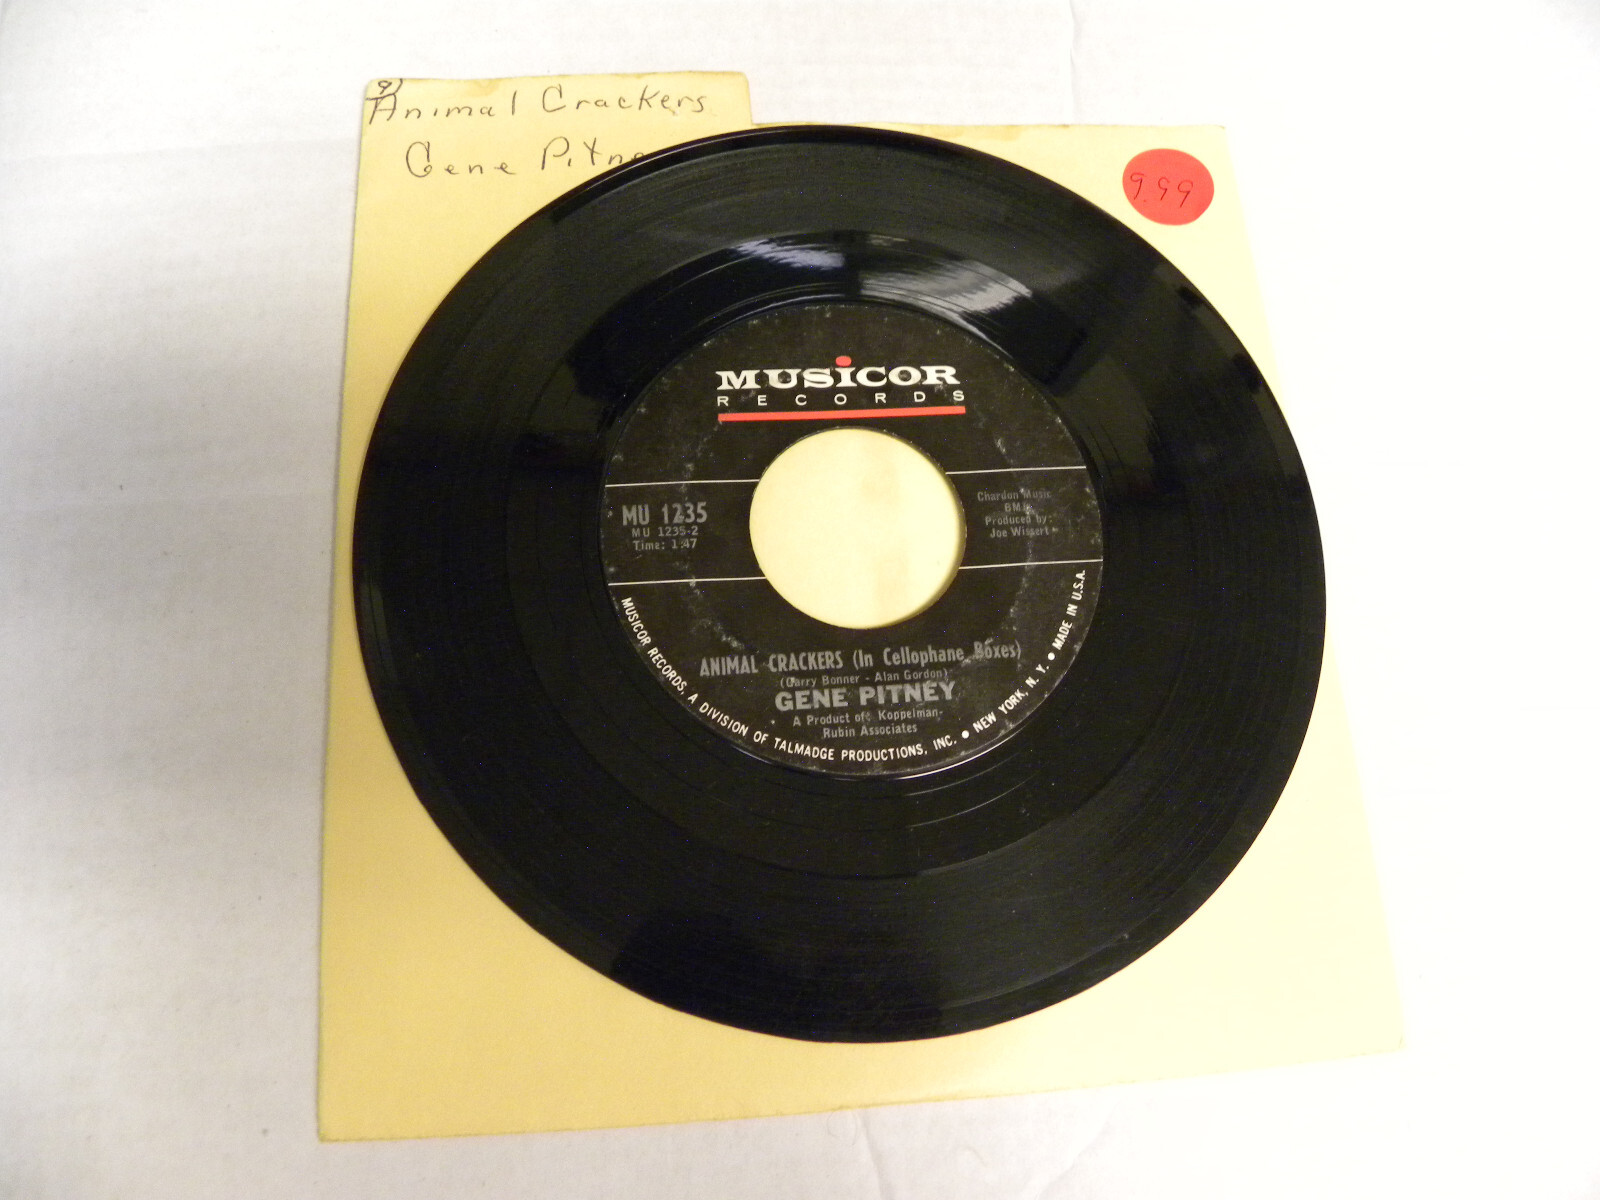 9)
Animal Crackers
Gene Pitne
9.99
MUSICOR
RECORDS
MU 1235
MU 1235-2
Time: 1:47
Chardon Music
BMI
Produced by:
Joe Wissert
ANIMAL CRACKERS (In Cellophane Boxes)
(Garry Bonner - Alan Gordon)
GENE PITNEY
A Product of: Koppelman-
Rubin Associates
MUSICOR RECORDS, A DIVISION OF TALMADGE PRODUCTIONS, INC. • NEW YORK, N. Y. • MADE IN U.S.A.